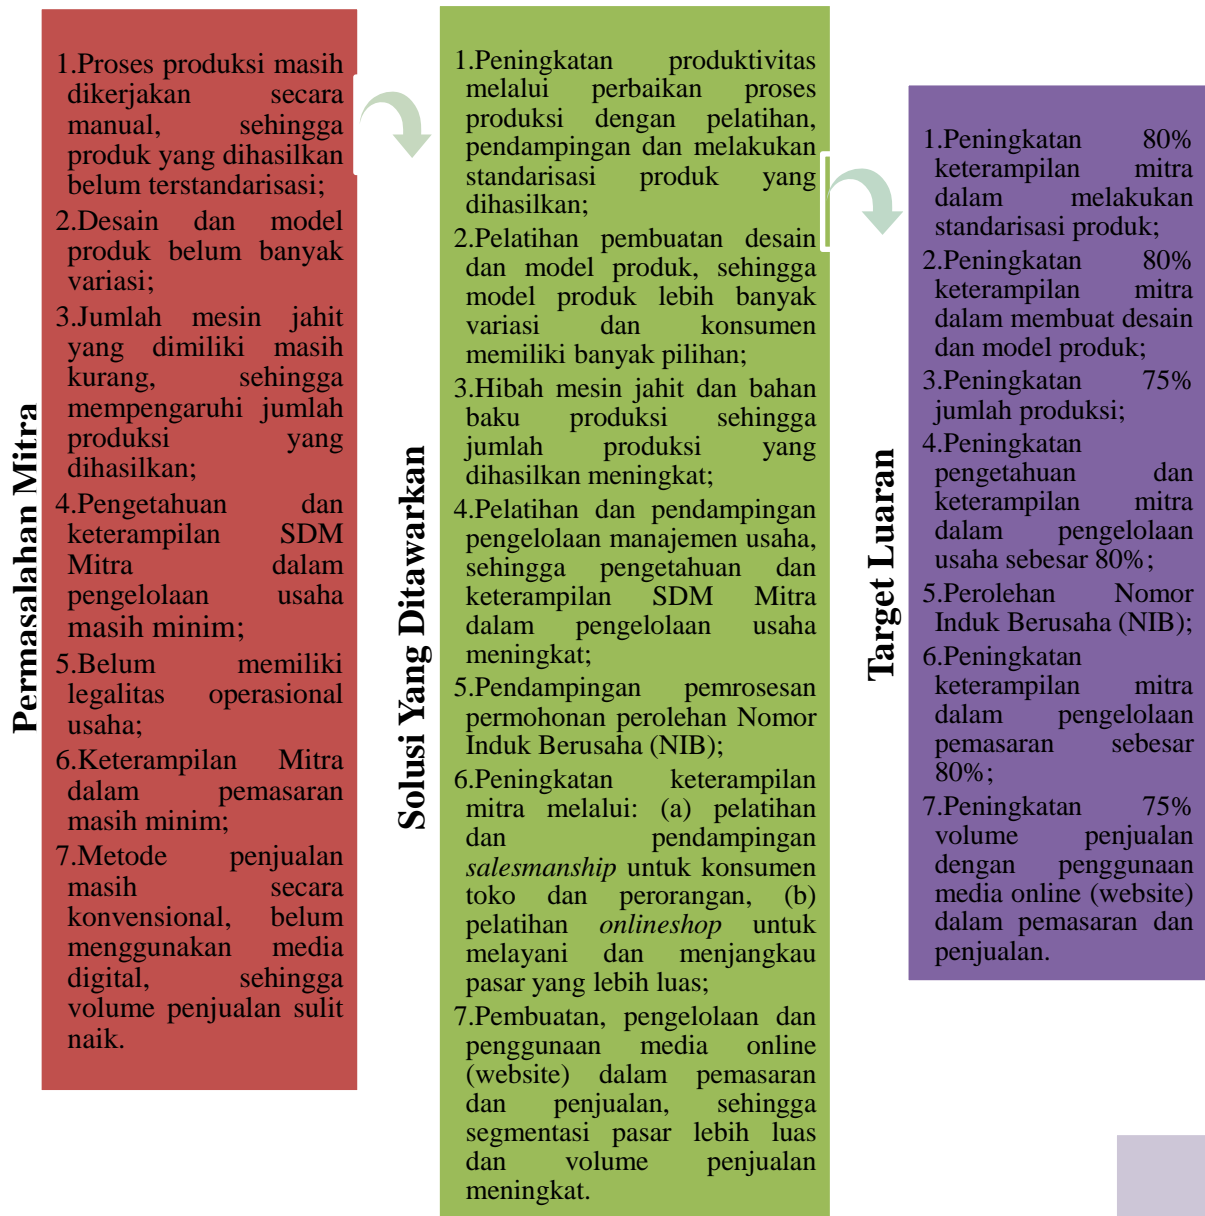 Permasalahan Mitra
1.Proses produksi masih
dikerjakan secara
manual, sehingga
produk yang dihasilkan
belum terstandarisasi;
2.Desain dan model
produk belum banyak
variasi;
3.Jumlah mesin jahit
yang dimiliki masih
kurang, sehingga
mempengaruhi jumlah
produksi yang
dihasilkan;
4.Pengetahuan dan
keterampilan SDM
Mitra dalam
pengelolaan usaha
masih minim;
5.Belum memiliki
legalitas operasional
usaha;
6.Keterampilan Mitra
dalam pemasaran
masih minim;
7.Metode penjualan
masih secara
konvensional, belum
menggunakan media
digital, sehingga
volume penjualan sulit
naik.
Solusi Yang Ditawarkan
1.Peningkatan produktivitas
melalui perbaikan proses
produksi dengan pelatihan,
pendampingan dan melakukan
standarisasi produk yang
dihasilkan;
2.Pelatihan pembuatan desain
dan model produk, sehingga
model produk lebih banyak
variasi dan konsumen
memiliki banyak pilihan;
3.Hibah mesin jahit dan bahan
baku produksi sehingga
jumlah produksi yang
dihasilkan meningkat;
4.Pelatihan dan pendampingan
pengelolaan manajemen usaha,
sehingga pengetahuan dan
keterampilan SDM Mitra
dalam pengelolaan usaha
meningkat;
5.Pendampingan pemrosesan
permohonan perolehan Nomor
Induk Berusaha (NIB);
6.Peningkatan keterampilan
mitra melalui: (a) pelatihan
dan pendampingan
salesmanship untuk konsumen
toko dan perorangan, (b)
pelatihan onlineshop untuk
melayani dan menjangkau
pasar yang lebih luas;
7.Pembuatan, pengelolaan dan
penggunaan media online
(website) dalam pemasaran
dan penjualan, sehingga
segmentasi pasar lebih luas
dan volume penjualan
meningkat.
Target Luaran
1.Peningkatan 80%
keterampilan mitra
dalam melakukan
standarisasi produk;
2.Peningkatan 80%
keterampilan mitra
dalam membuat desain
dan model produk;
3.Peningkatan 75%
jumlah produksi;
4.Peningkatan
pengetahuan dan
keterampilan mitra
dalam pengelolaan
usaha sebesar 80%;
5.Perolehan Nomor
Induk Berusaha (NIB);
6.Peningkatan
keterampilan mitra
dalam pengelolaan
pemasaran sebesar
80%;
7.Peningkatan 75%
volume penjualan
dengan penggunaan
media online (website)
dalam pemasaran dan
penjualan.